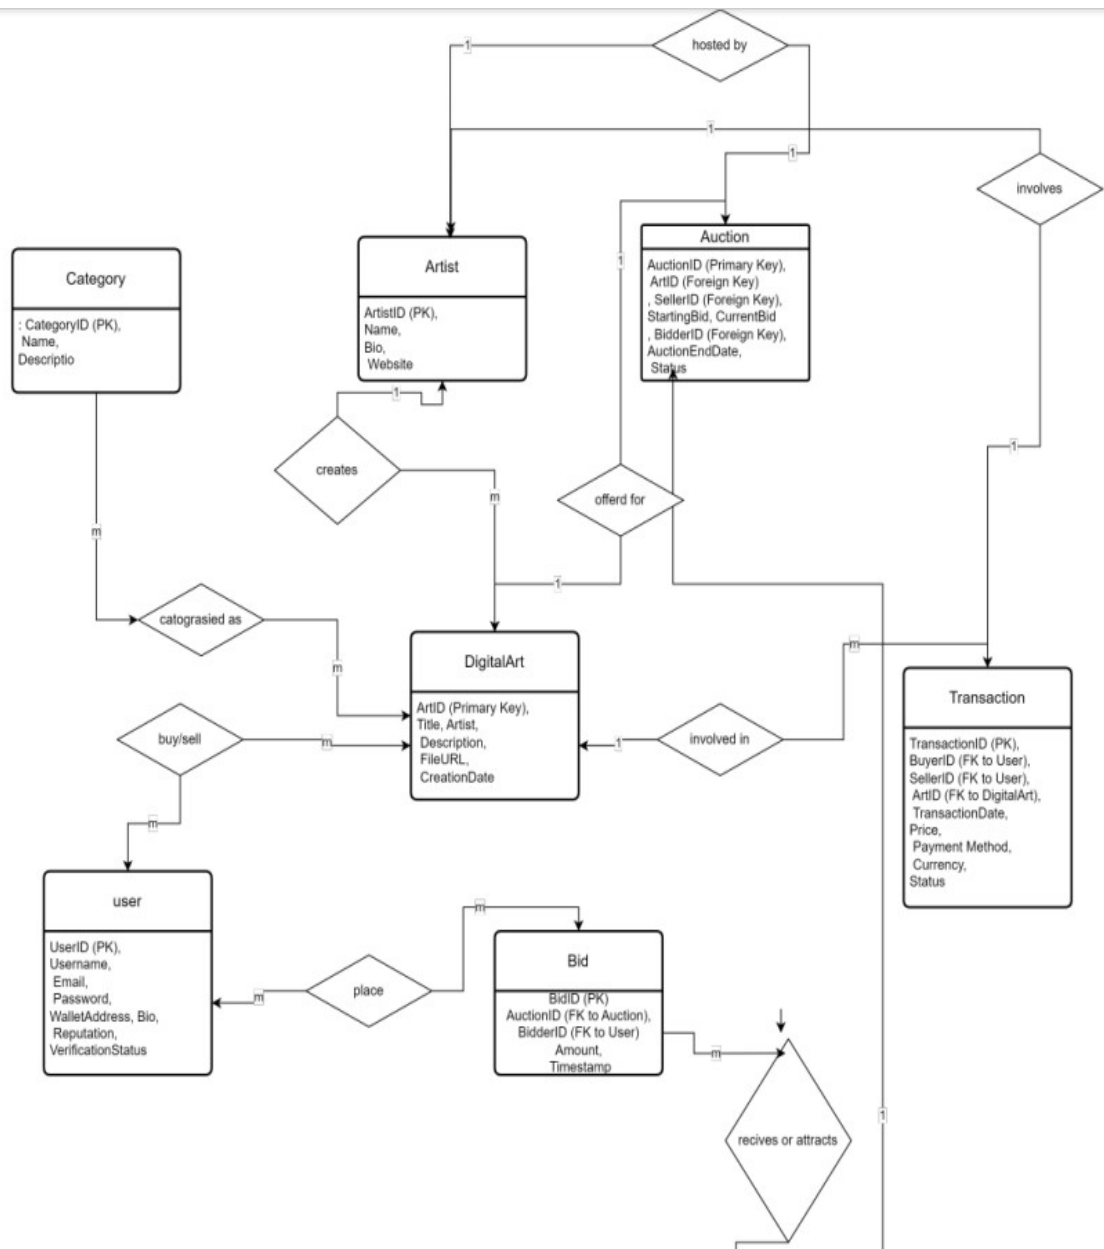 hosted by
1
1
1
involves
Category
: CategoryID (PK),
Name,
Descriptio
Artist
ArtistID (PK),
Name,
Bio,
Website
Auction
AuctionID (Primary Key),
ArtID (Foreign Key)
, SellerID (Foreign Key),
StartingBid, CurrentBid
, BidderID (Foreign Key),
AuctionEndDate,
Status
1
1
1
creates
m
offerd for
m
1
catograsied as
m
DigitalArt
ArtID (Primary Key),
Title, Artist,
Description,
FileURL,
CreationDate
buy/sell
m
1
involved in
m
Transaction
TransactionID (PK),
BuyerID (FK to User),
SellerID (FK to User),
ArtID (FK to DigitalArt),
TransactionDate,
Price,
Payment Method,
Currency,
Status
m
user
UserID (PK),
Username,
Email,
Password,
WalletAddress, Bio,
Reputation,
VerificationStatus
m
place
m
Bid
BidID (PK)
AuctionID (FK to Auction),
BidderID (FK to User)
Amount,
Timestamp
m
1
recives or attracts